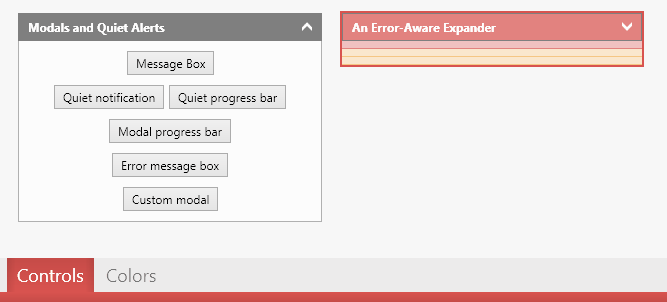 Modals and Quiet Alerts
Message Box
Quiet notification Quiet progress bar
Modal progress bar
Error message box
Custom modal
An Error-Aware Expander
Controls Colors